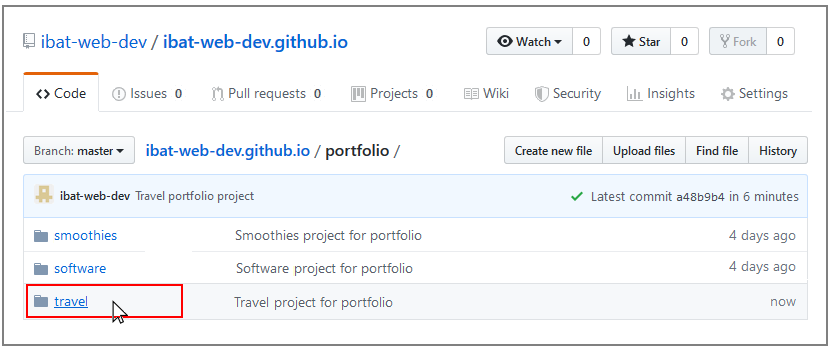 ibat-web-dev / ibat-web-dev.github.io Watch 0 Star 0 Fork 0
Code Issues 0 Pull requests 0 Projects 0 Wiki Security Insights Settings
Branch: master ibat-web-dev.github.io / portfolio / Create new file Upload files Find file History
ibat-web-dev Travel portfolio project Latest commit a48b9b4 in 6 minutes
smoothies Smoothies project for portfolio 4 days ago
software Software project for portfolio 4 days ago
travel Travel project for portfolio now